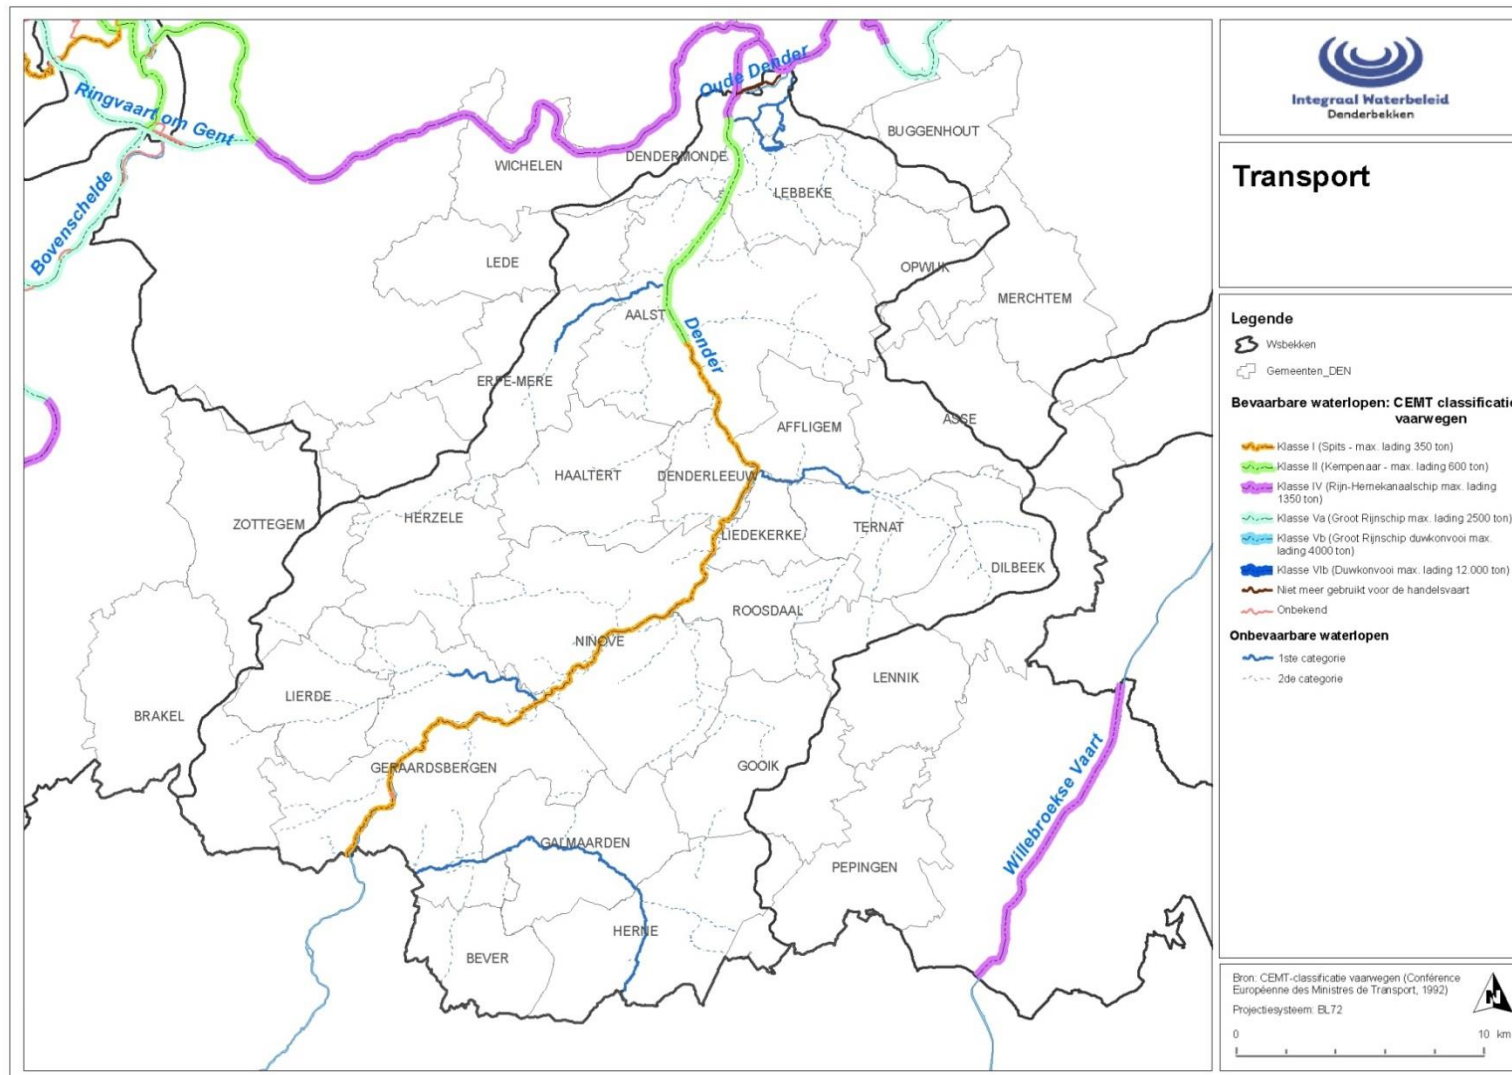 Oude Dender
Ringvaart om Gent
BUGGENHOUT
WICHELEN
DENDERMONDE
LEBBEKE
Bovenschelde
LEDE
OPWIJK
MERCHTEM
AALST
Dender
ERPE-MERE
AFFLIGEM
ASSE
HAALTERT
DENDERLEEUW
HERZELE
ZOTTEGEM
LIEDEKERKE
TERNAT
DILBEEK
ROOSDAAL
NINOVE
LENNIK
LIERDE
BRAKEL
GERAARDSBERGEN
GOOIK
Willebroekse Vaart
GALMAARDEN
PEPINGEN
HERNE
BEVER
Integraal Waterbeleid
Denderbekken
Transport
Legende
Wsbekken
Gemeenten_DEN
Bevaarbare waterlopen: CEMT classificatie
vaarwegen
Klasse I (Spits - max. lading 350 ton)
Klasse II (Kempenaar - max. lading 600 ton)
Klasse IV (Rijn-Hernekanaalschip max. lading
1350 ton)
Klasse Va (Groot Rijnschip max. lading 2500 ton)
Klasse Vb (Groot Rijnschip duwkonvooi max.
lading 4000 ton)
Klasse VIb (Duwkonvooi max. lading 12.000 ton)
Niet meer gebruikt voor de handelsvaart
Onbekend
Onbevaarbare waterlopen
1ste categorie
2de categorie
Bron: CEMT-classificatie vaarwegen (Conférence
Européenne des Ministres de Transport, 1992)
Projectiesysteem: BL72
N
0 10 km